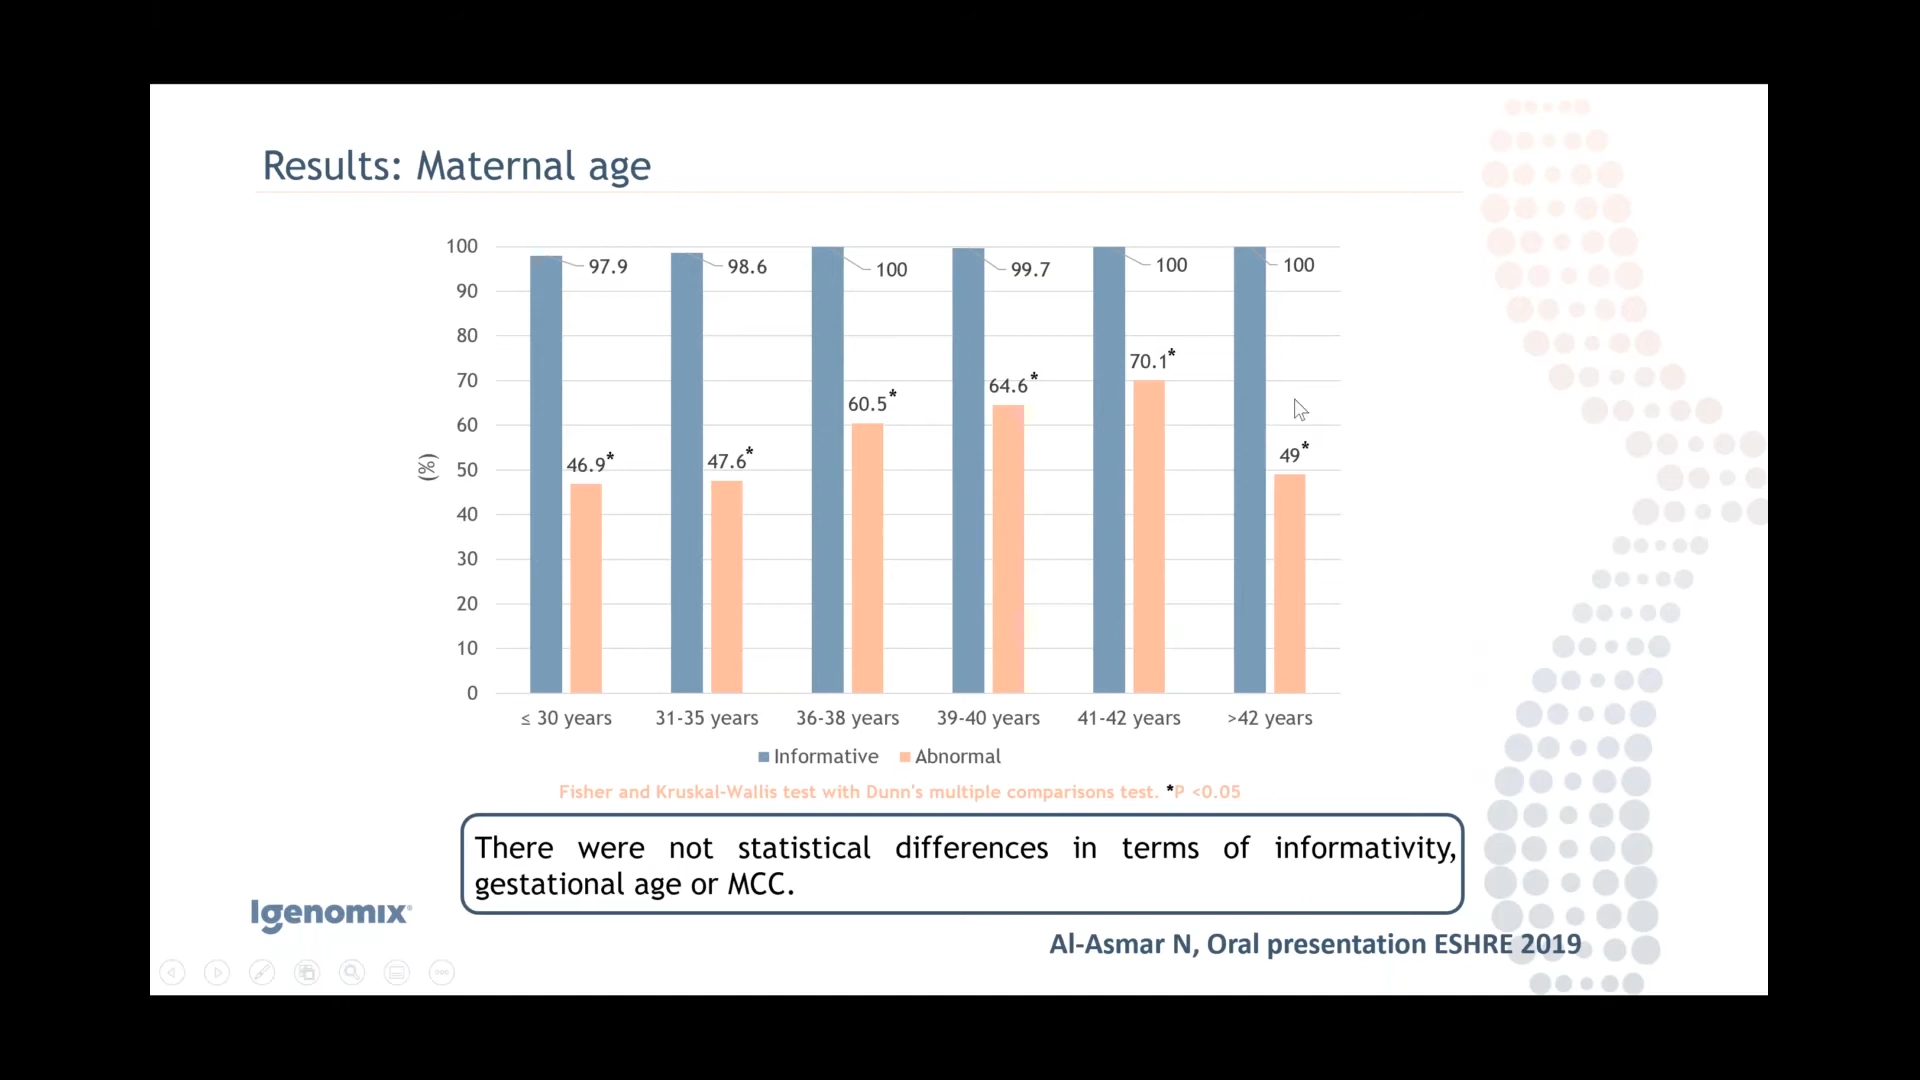 Results: Maternal age
100
90
80
70
60
50
40
30
20
10
0
(%)
97.9
98.6
100
99.7
100
100
46.9*
47.6*
60.5*
64.6*
70.1*
49*
≤ 30 years
31-35 years
36-38 years
39-40 years
41-42 years
>42 years
Informative
Abnormal
Fisher and Kruskal-Wallis test with Dunn's multiple comparisons test. *P <0.05
There were not statistical differences in terms of informativity,
gestational age or MCC.
Igenomix®
Al-Asmar N, Oral presentation ESHRE 2019